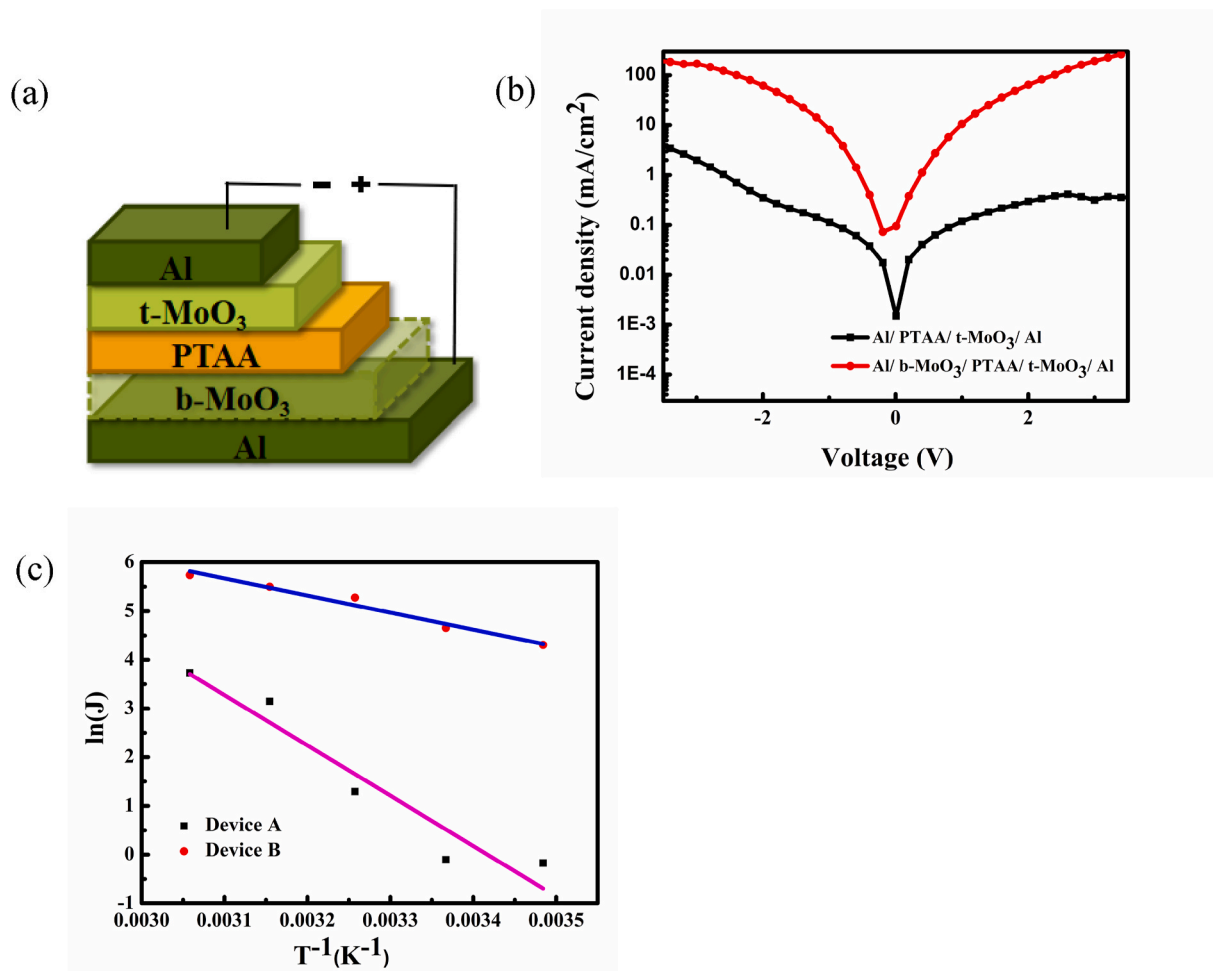 (a)
- +
Al
t-MoO₃
PTAA
b-MoO₃
Al
(b)
Current density (mA/cm²)
100
10
1
0.1
0.01
1E-3
1E-4
Al/ PTAA/ t-MoO₃/ Al
Al/ b-MoO₃/ PTAA/ t-MoO₃/ Al
-2 0 2
Voltage (V)
(c)
ln(J)
6
5
4
3
2
1
0
-1
Device A
Device B
0.0030 0.0031 0.0032 0.0033 0.0034 0.0035
T⁻¹(K⁻¹)